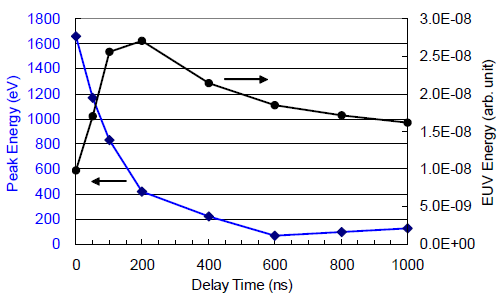 1800
1600
1400
1200
1000
800
600
400
200
0
Peak Energy (eV)
3.0E-08
2.5E-08
2.0E-08
1.5E-08
1.0E-08
5.0E-09
0.0E+00
EUV Energy (arb. unit)
0 200 400 600 800 1000
Delay Time (ns)